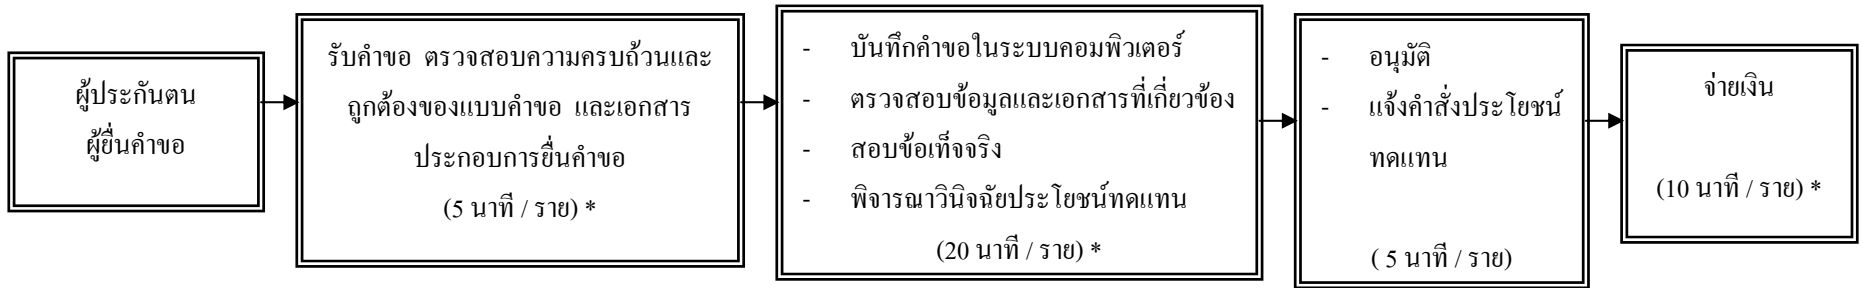 ผู้ประกันตน
ผู้ยื่นคำขอ
รับคำขอ ตรวจสอบความครบถ้วนและ
ถูกต้องของแบบคำขอ และเอกสาร
ประกอบการยื่นคำขอ
(5 นาที / ราย) *
- บันทึกคำขอในระบบคอมพิวเตอร์
- ตรวจสอบข้อมูลและเอกสารที่เกี่ยวข้อง
- สอบข้อเท็จจริง
- พิจารณาวินิจฉัยประโยชน์ทดแทน
(20 นาที / ราย) *
- อนุมัติ
- แจ้งคำสั่งประโยชน์
ทดแทน
( 5 นาที / ราย)
จ่ายเงิน
(10 นาที / ราย) *